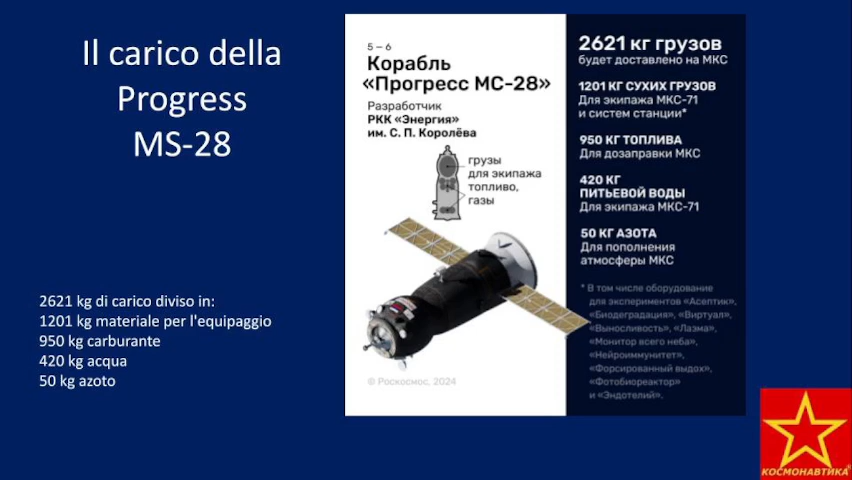 Il carico della
Progress
MS-28
2621 kg di carico diviso in:
1201 kg materiale per l'equipaggio
950 kg carburante
420 kg acqua
50 kg azoto
5 – 6
Корабль
«Прогресс МС-28»
Разработчик
РКК «Энергия»
им. С. П. Королёва
грузы
для экипажа
топливо,
газы
© Роскосмос, 2024
2621 кг грузов
будет доставлено на МКС
1201 КГ СУХИХ ГРУЗОВ
Для экипажа МКС-71
и систем станции*
950 КГ ТОПЛИВА
Для дозаправки МКС
420 КГ
ПИТЬЕВОЙ ВОДЫ
Для экипажа МКС-71
50 КГ АЗОТА
Для пополнения
атмосферы МКС
* В том числе оборудование
для экспериментов «Асептик»,
«Биодеградация», «Виртуал»,
«Выносливость», «Лазма»,
«Монитор всего неба»,
«Нейроиммунитет»,
«Форсированный выдох»,
«Фотобиореактор»
и «Эндотелий».
КОСМОНАВТИКА